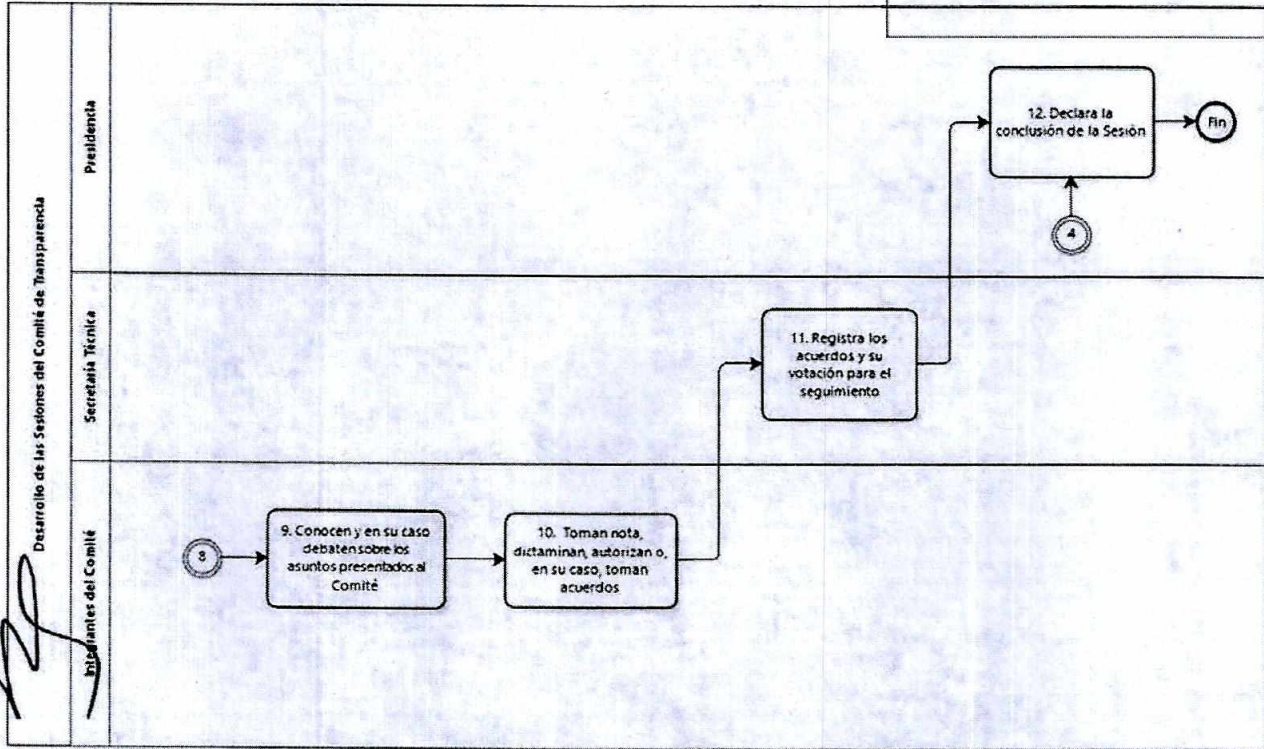 Desarrollo de las Sesiones del Comité de Transparencia
Presidencia
12. Declara la
conclusión de la Sesión
Fin
4
Secretaría Técnica
11. Registra los
acuerdos y su
votación para el
seguimiento
Integrantes del Comité
3
9. Conocen y en su caso
debaten sobre los
asuntos presentados al
Comité
10. Toman nota,
dictaminan, autorizan o,
en su caso, toman
acuerdos